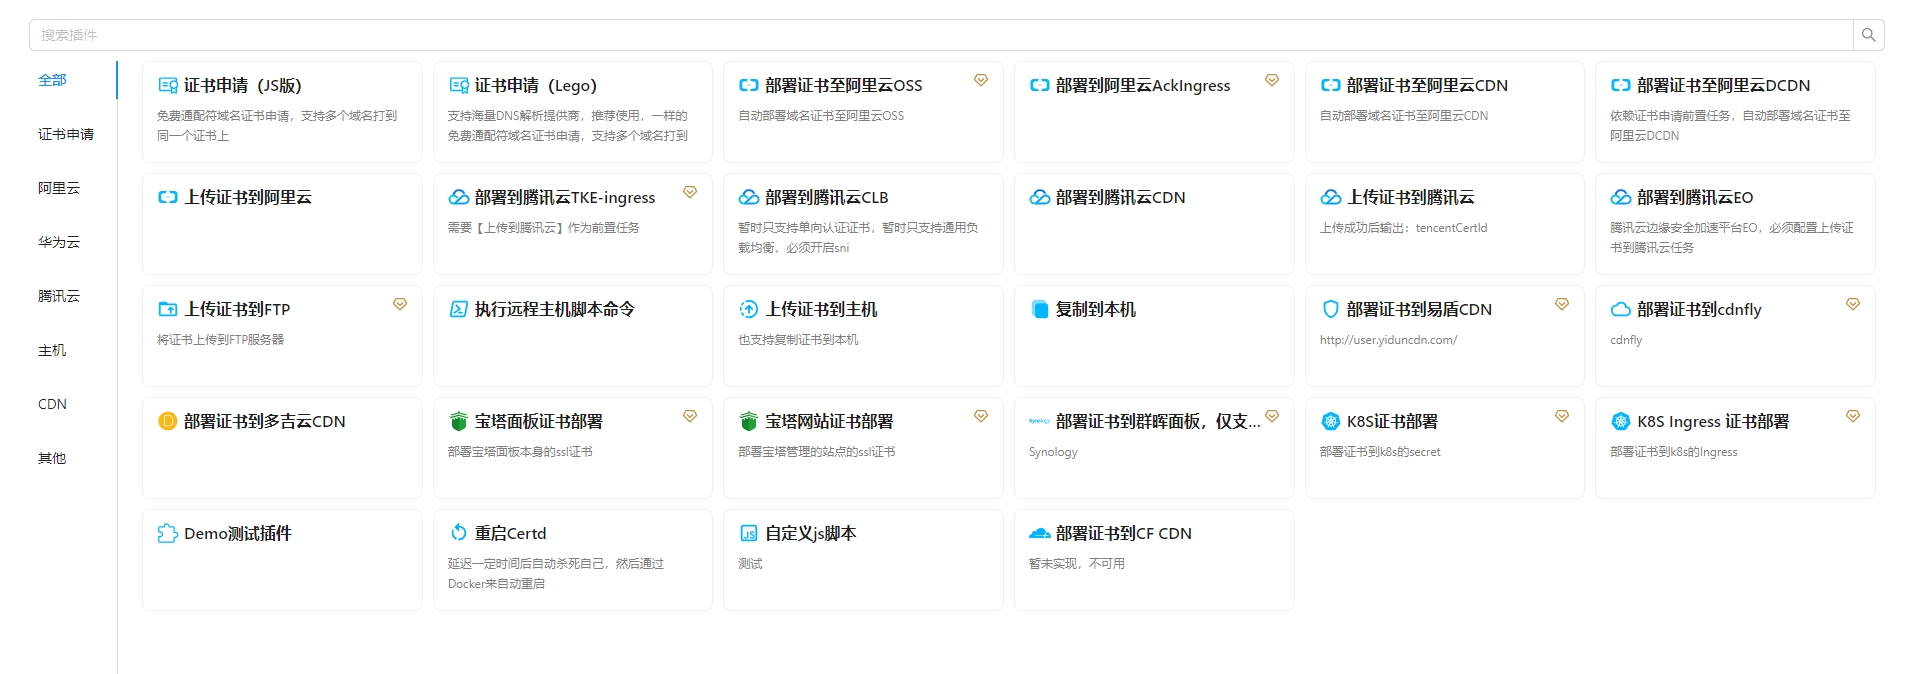 搜索插件
全部
证书申请
阿里云
华为云
腾讯云
主机
CDN
其他
证书申请（JS版)
免费通配符域名证书申请，支持多个域名打到
同一个证书上
证书申请（Lego）
支持海量DNS解析提供商，推荐使用，一样的
免费通配符域名证书申请，支持多个域名打到
部署证书至阿里云OSS
自动部署域名证书至阿里云OSS
部署到阿里云AckIngress
部署证书至阿里云CDN
自动部署域名证书至阿里云CDN
部署证书至阿里云DCDN
依赖证书申请前置任务，自动部署域名证书至
阿里云DCDN
上传证书到阿里云
部署到腾讯云TKE-ingress
需要【上传到腾讯云】作为前置任务
部署到腾讯云CLB
暂时只支持单向认证证书，暂时只支持通用负
载均衡，必须开启sni
部署到腾讯云CDN
上传证书到腾讯云
上传成功后输出：tencentCertId
部署到腾讯云EO
腾讯云边缘安全加速平台EO，必须配置上传证
书到腾讯云任务
上传证书到FTP
将证书上传到FTP服务器
执行远程主机脚本命令
上传证书到主机
也支持复制证书到本机
复制到本机
部署证书到易盾CDN
http://user.yiduncdn.com/
部署证书到cdnfly
cdnfly
部署证书到多吉云CDN
宝塔面板证书部署
部署宝塔面板本身的ssl证书
宝塔网站证书部署
部署宝塔管理的站点的ssl证书
Synology
部署证书到群晖面板，仅支...
Synology
K8S证书部署
部署证书到k8s的secret
K8S Ingress 证书部署
部署证书到k8s的Ingress
Demo测试插件
重启Certd
延迟一定时间后自动杀死自己，然后通过
Docker来自动重启
JS
自定义js脚本
测试
部署证书到CF CDN
暂未实现，不可用